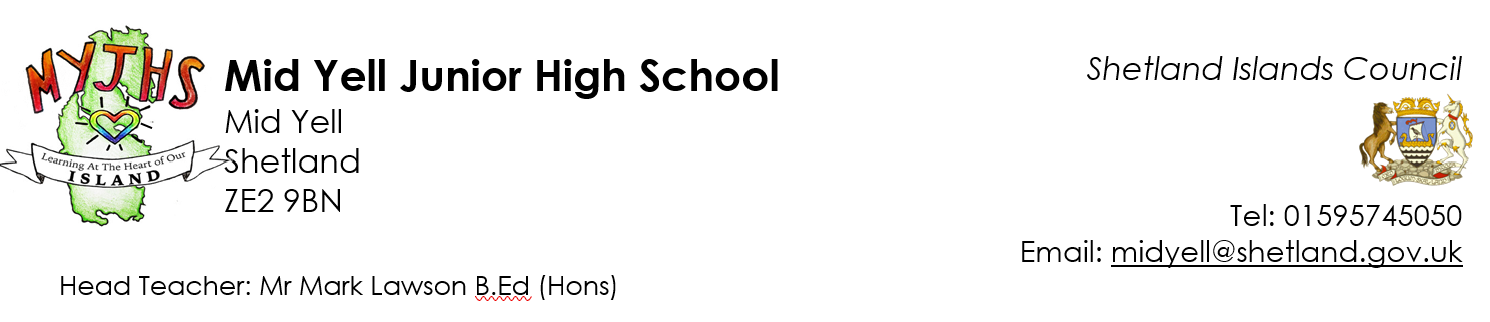 MYJHS
Learning At The Heart of Our
ISLAND
Mid Yell Junior High School
Mid Yell
Shetland
ZE2 9BN
Head Teacher: Mr Mark Lawson B.Ed (Hons)
Shetland Islands Council
Tel: 01595745050
Email: midyell@shetland.gov.uk